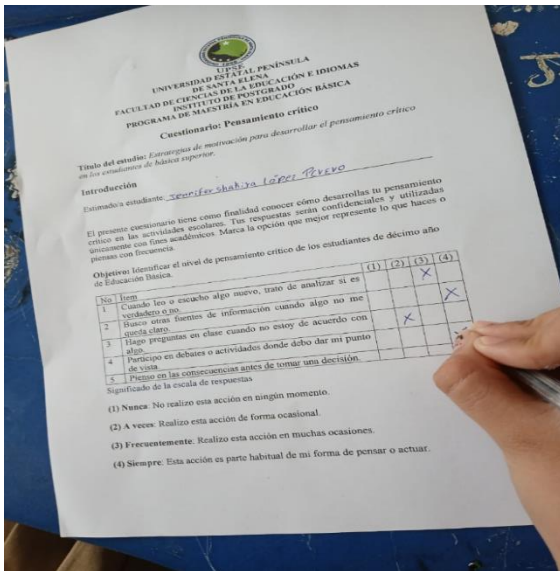 UPSE
UNIVERSIDAD ESTATAL PENÍNSULA
DE SANTA ELENA
FACULTAD DE CIENCIAS DE LA EDUCACIÓN E IDIOMAS
INSTITUTO DE POSTGRADO
PROGRAMA DE MAESTRÍA EN EDUCACIÓN BÁSICA
Cuestionario: Pensamiento crítico
Título del estudio: Estrategias de motivación para desarrollar el pensamiento crítico
en los estudiantes de básica superior.
Introducción
Estimado/a estudiante: Jennifer Shakira López Perero
El presente cuestionario tiene como finalidad conocer cómo desarrollas tu pensamiento
crítico en las actividades escolares. Tus respuestas serán confidenciales y utilizadas
únicamente con fines académicos. Marca la opción que mejor represente lo que haces o
piensas con frecuencia.
Objetivo: Identificar el nivel de pensamiento crítico de los estudiantes de décimo año
de Educación Básica.
No Ítem (1) (2) (3) (4)
1 Cuando leo o escucho algo nuevo, trato de analizar si es X
verdadero o no.
2 Busco otras fuentes de información cuando algo no me X
queda claro.
3 Hago preguntas en clase cuando no estoy de acuerdo con X
algo.
4 Participo en debates o actividades donde debo dar mi punto
de vista.
5 Pienso en las consecuencias antes de tomar una decisión.
Significado de la escala de respuestas
(1) Nunca: No realizo esta acción en ningún momento.
(2) A veces: Realizo esta acción de forma ocasional.
(3) Frecuentemente: Realizo esta acción en muchas ocasiones.
(4) Siempre: Esta acción es parte habitual de mi forma de pensar o actuar.